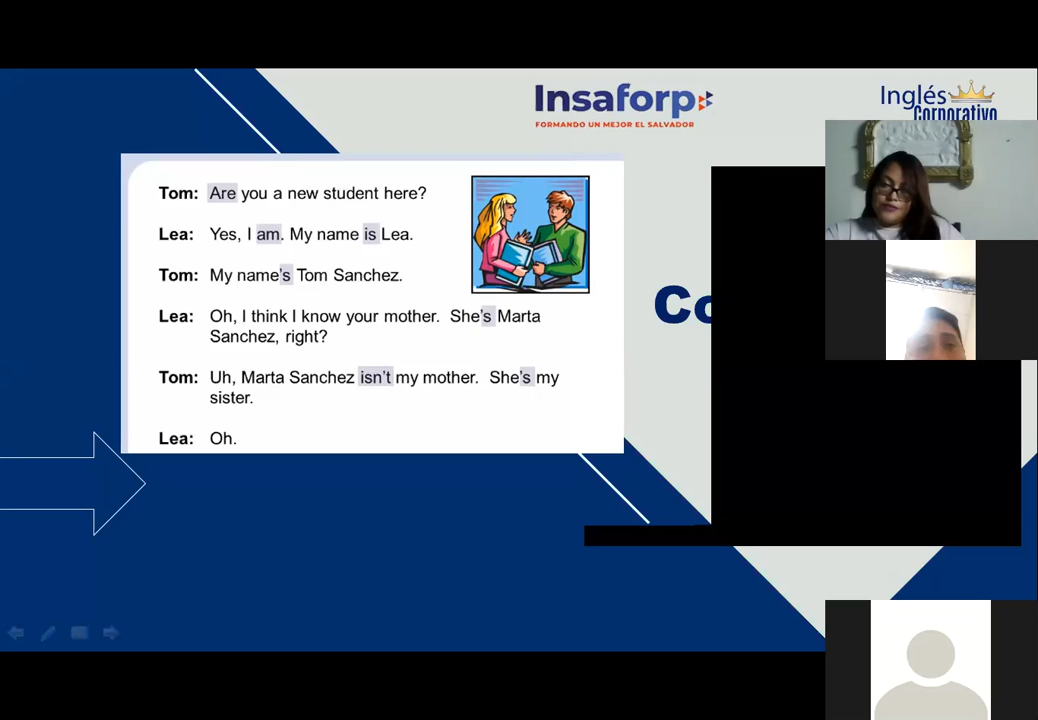 Insaforp
FORMANDO UN MEJOR EL SALVADOR
Inglés
Corporativo
Tom: Are you a new student here?
Lea: Yes, I am. My name is Lea.
Tom: My name's Tom Sanchez.
Lea: Oh, I think I know your mother. She's Marta
Sanchez, right?
Tom: Uh, Marta Sanchez isn't my mother. She's my
sister.
Lea: Oh.